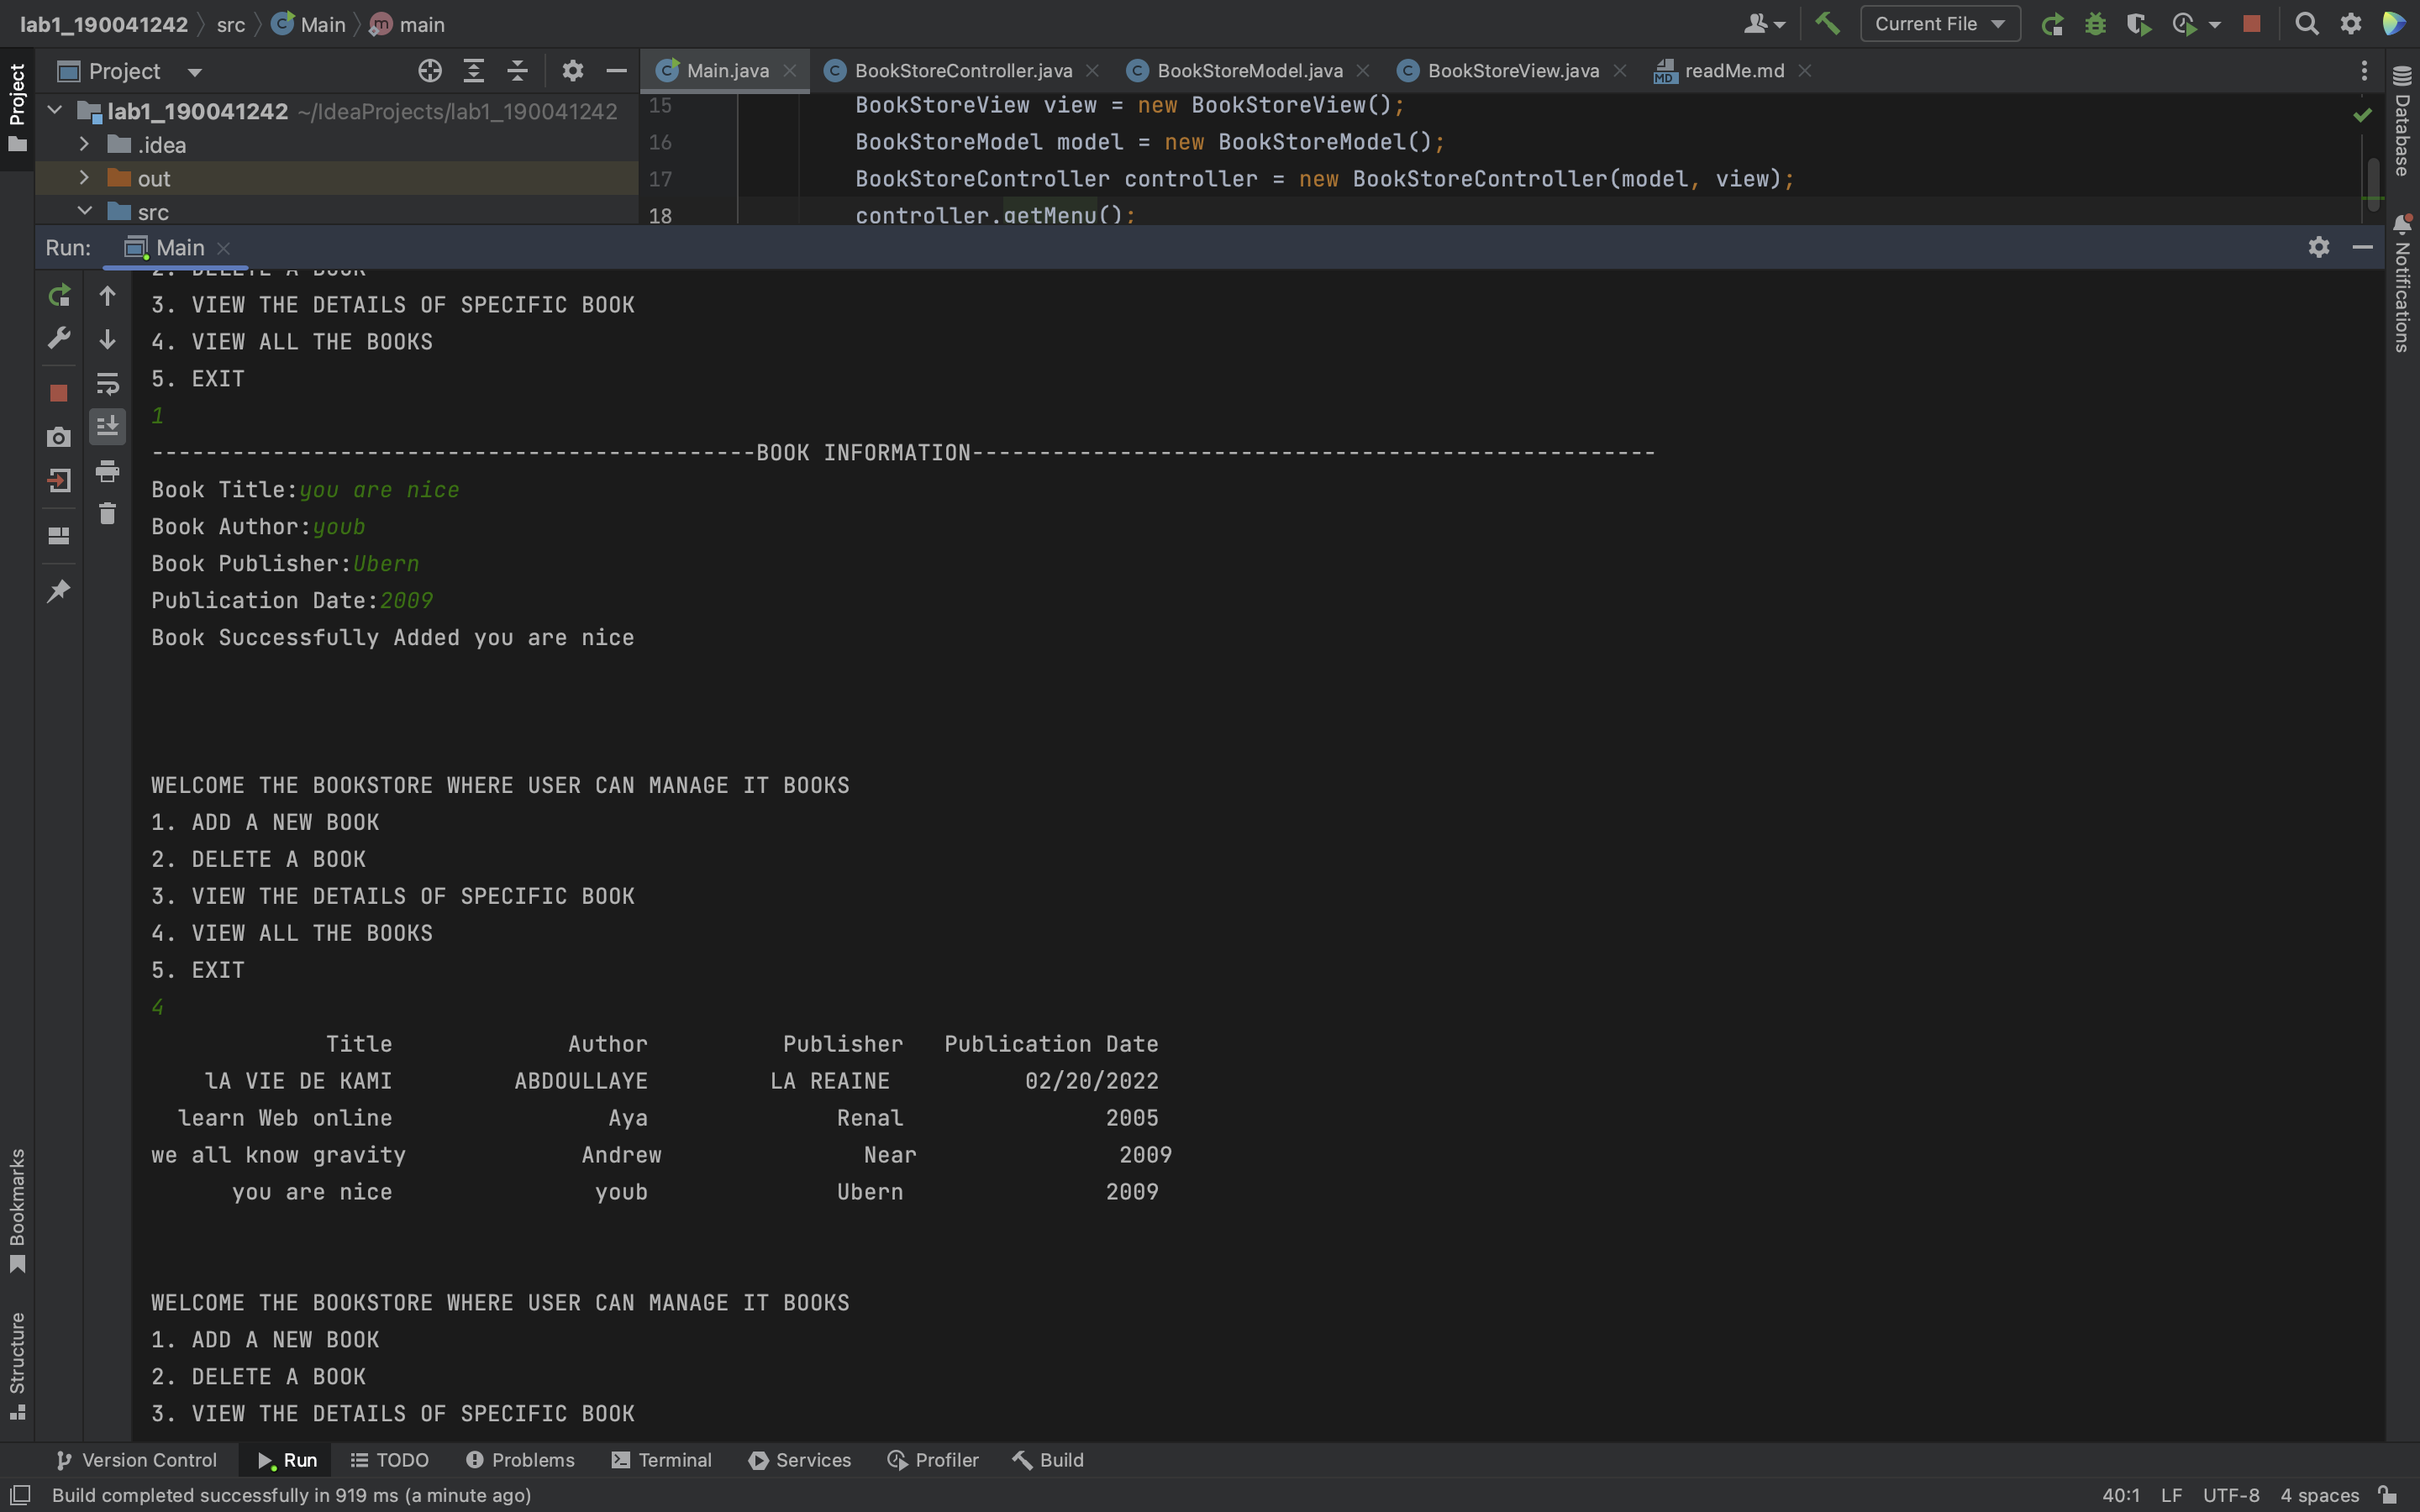 lab1_190041242 src Main main Current File
Project
Project
Main.java BookStoreController.java BookStoreModel.java BookStoreView.java readMe.md
Database
Notifications
lab1_190041242 ~/IdeaProjects/lab1_190041242
.idea
out
src
15 BookStoreView view = new BookStoreView();
16 BookStoreModel model = new BookStoreModel();
17 BookStoreController controller = new BookStoreController(model, view);
18 controller.getMenu();
Run: Main
2. DELETE A BOOK
3. VIEW THE DETAILS OF SPECIFIC BOOK
4. VIEW ALL THE BOOKS
5. EXIT
1
---------------------------------------------BOOK INFORMATION---------------------------------------------------
Book Title:you are nice
Book Author:youb
Book Publisher:Ubern
Publication Date:2009
Book Successfully Added you are nice
WELCOME THE BOOKSTORE WHERE USER CAN MANAGE IT BOOKS
1. ADD A NEW BOOK
2. DELETE A BOOK
3. VIEW THE DETAILS OF SPECIFIC BOOK
4. VIEW ALL THE BOOKS
5. EXIT
4
Title Author Publisher Publication Date
lA VIE DE KAMI ABDOULLAYE LA REAINE 02/20/2022
learn Web online Aya Renal 2005
we all know gravity Andrew Near 2009
you are nice youb Ubern 2009
WELCOME THE BOOKSTORE WHERE USER CAN MANAGE IT BOOKS
1. ADD A NEW BOOK
2. DELETE A BOOK
3. VIEW THE DETAILS OF SPECIFIC BOOK
Bookmarks
Structure
Version Control Run TODO Problems Terminal Services Profiler Build
Build completed successfully in 919 ms (a minute ago) 40:1 LF UTF-8 4 spaces